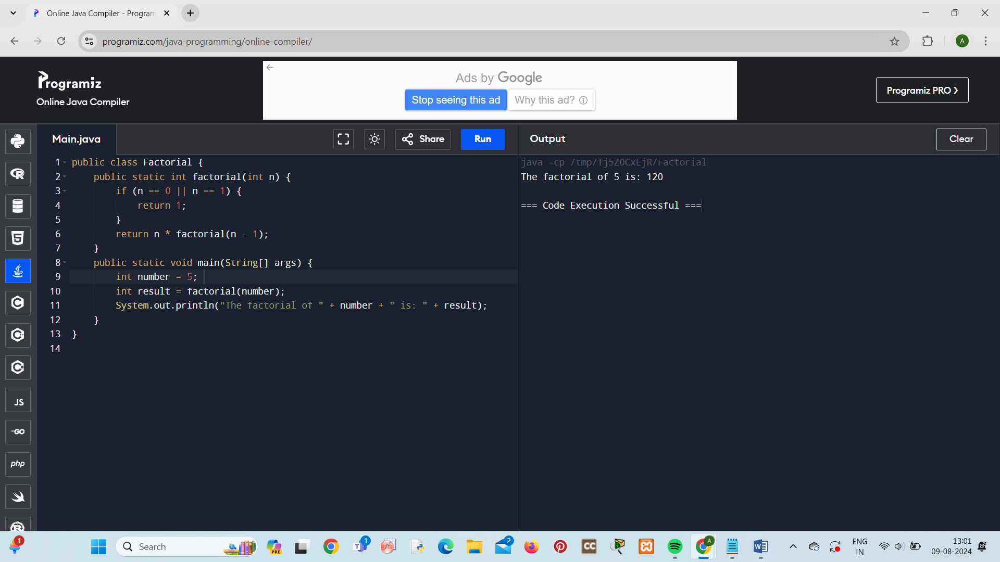 Online Java Compiler - Program
programiz.com/java-programming/online-compiler/
A
Programiz
Online Java Compiler
Ads by Google
Stop seeing this ad
Why this ad?
Programiz PRO >
Main.java
Share
Run
Output
Clear
1 public class Factorial {
2 public static int factorial(int n) {
3 if (n == 0 || n == 1) {
4 return 1;
5 }
6 return n * factorial(n - 1);
7 }
8 public static void main(String[] args) {
9 int number = 5;
10 int result = factorial(number);
11 System.out.println("The factorial of " + number + " is: " + result);
12 }
13 }
14
java -cp /tmp/Tj5ZOCxEjR/Factorial
The factorial of 5 is: 120
=== Code Execution Successful ===
JS
GO
php
1
Search
PRE
1
2
CC
A
ENG
IN
13:01
09-08-2024